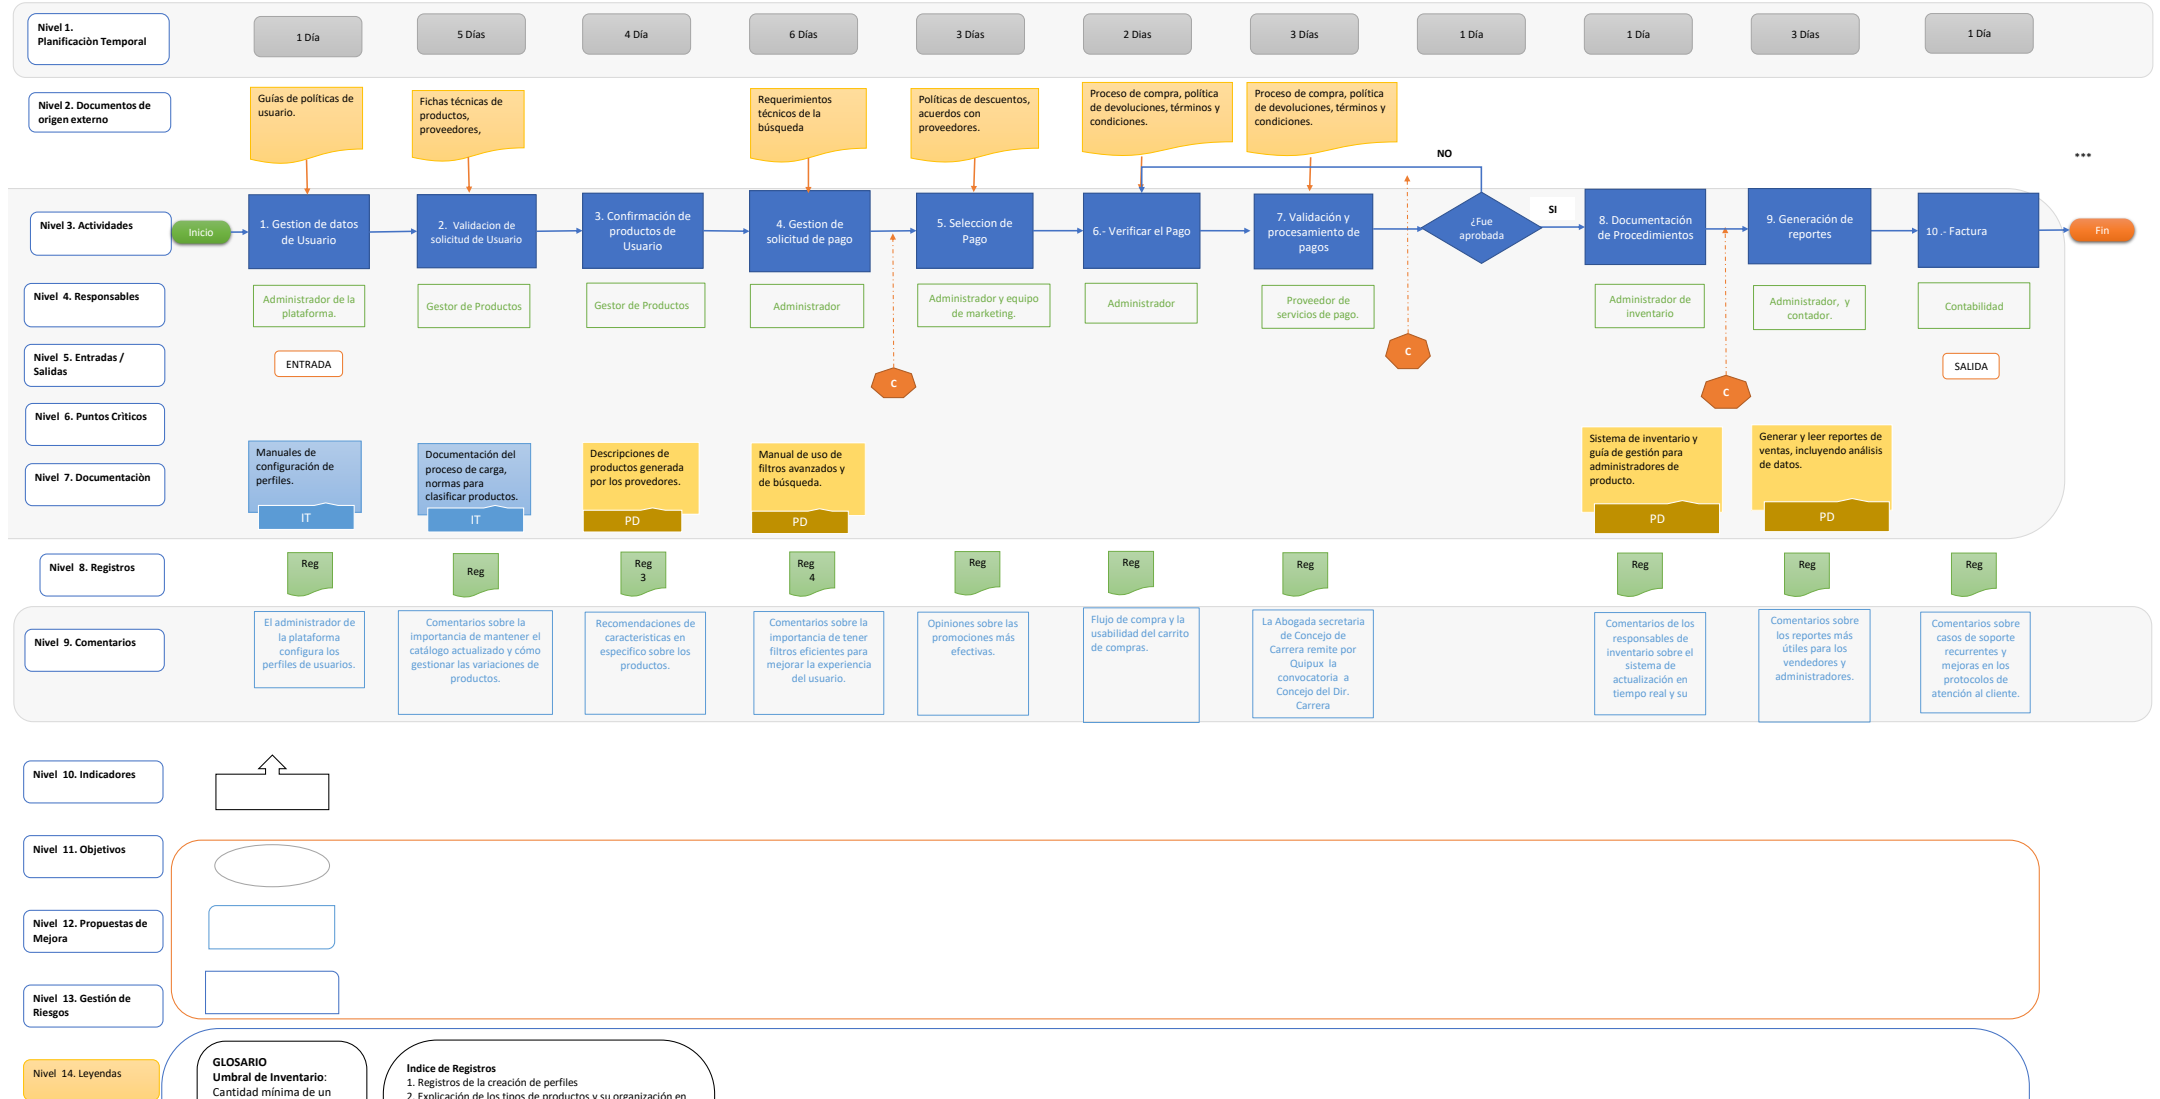 Nivel 1.
Planificaciòn Temporal
1 Día
5 Días
4 Día
6 Días
3 Días
2 Dias
3 Días
1 Día
1 Día
3 Días
1 Día
Nivel 2. Documentos de
origen externo
Guías de políticas de
usuario.
Fichas técnicas de
productos,
proveedores,
Requerimientos
técnicos de la
búsqueda
Políticas de descuentos,
acuerdos con
proveedores.
Proceso de compra, política
de devoluciones, términos y
condiciones.
Proceso de compra, política
de devoluciones, términos y
condiciones.
NO
***
Nivel 3. Actividades
Inicio
1. Gestion de datos
de Usuario
2. Validacion de
solicitud de Usuario
3. Confirmación de
productos de
Usuario
4. Gestion de
solicitud de pago
5. Seleccion de
Pago
6.- Verificar el Pago
7. Validación y
procesamiento de
pagos
¿Fue
aprobada
SI
8. Documentación
de Procedimientos
9. Generación de
reportes
10 .- Factura
Fin
Nivel 4. Responsables
Administrador de la
plataforma.
Gestor de Productos
Gestor de Productos
Administrador
Administrador y equipo
de marketing.
Administrador
Proveedor de
servicios de pago.
Administrador de
inventario
Administrador, y
contador.
Contabilidad
Nivel 5. Entradas /
Salidas
ENTRADA
C
C
C
SALIDA
Nivel 6. Puntos Crìticos
Nivel 7. Documentaciòn
Manuales de
configuración de
perfiles.
IT
Documentación del
proceso de carga,
normas para
clasificar productos.
IT
Descripciones de
productos generada
por los provedores.
PD
Manual de uso de
filtros avanzados y
de búsqueda.
PD
Sistema de inventario y
guía de gestión para
administradores de
producto.
PD
Generar y leer reportes de
ventas, incluyendo análisis
de datos.
PD
Nivel 8. Registros
Reg
Reg
Reg
3
Reg
4
Reg
Reg
Reg
Reg
Reg
Reg
Nivel 9. Comentarios
El administrador de
la plataforma
configura los
perfiles de usuarios.
Comentarios sobre la
importancia de mantener el
catálogo actualizado y cómo
gestionar las variaciones de
productos.
Recomendaciones de
caracteristicas en
especifico sobre los
productos.
Comentarios sobre la
importancia de tener
filtros eficientes para
mejorar la experiencia
del usuario.
Opiniones sobre las
promociones más
efectivas.
Flujo de compra y la
usabilidad del carrito
de compras.
La Abogada secretaria
de Concejo de
Carrera remite por
Quipux la
convocatoria a
Concejo del Dir.
Carrera
Comentarios de los
responsables de
inventario sobre el
sistema de
actualización en
tiempo real y su
Comentarios sobre
los reportes más
útiles para los
vendedores y
administradores.
Comentarios sobre
casos de soporte
recurrentes y
mejoras en los
protocolos de
atención al cliente.
Nivel 10. Indicadores
Nivel 11. Objetivos
Nivel 12. Propuestas de
Mejora
Nivel 13. Gestión de
Riesgos
Nivel 14. Leyendas
GLOSARIO
Umbral de Inventario:
Cantidad mínima de un
Indice de Registros
1. Registros de la creación de perfiles
2. Explicación de los tipos de productos y su organización en